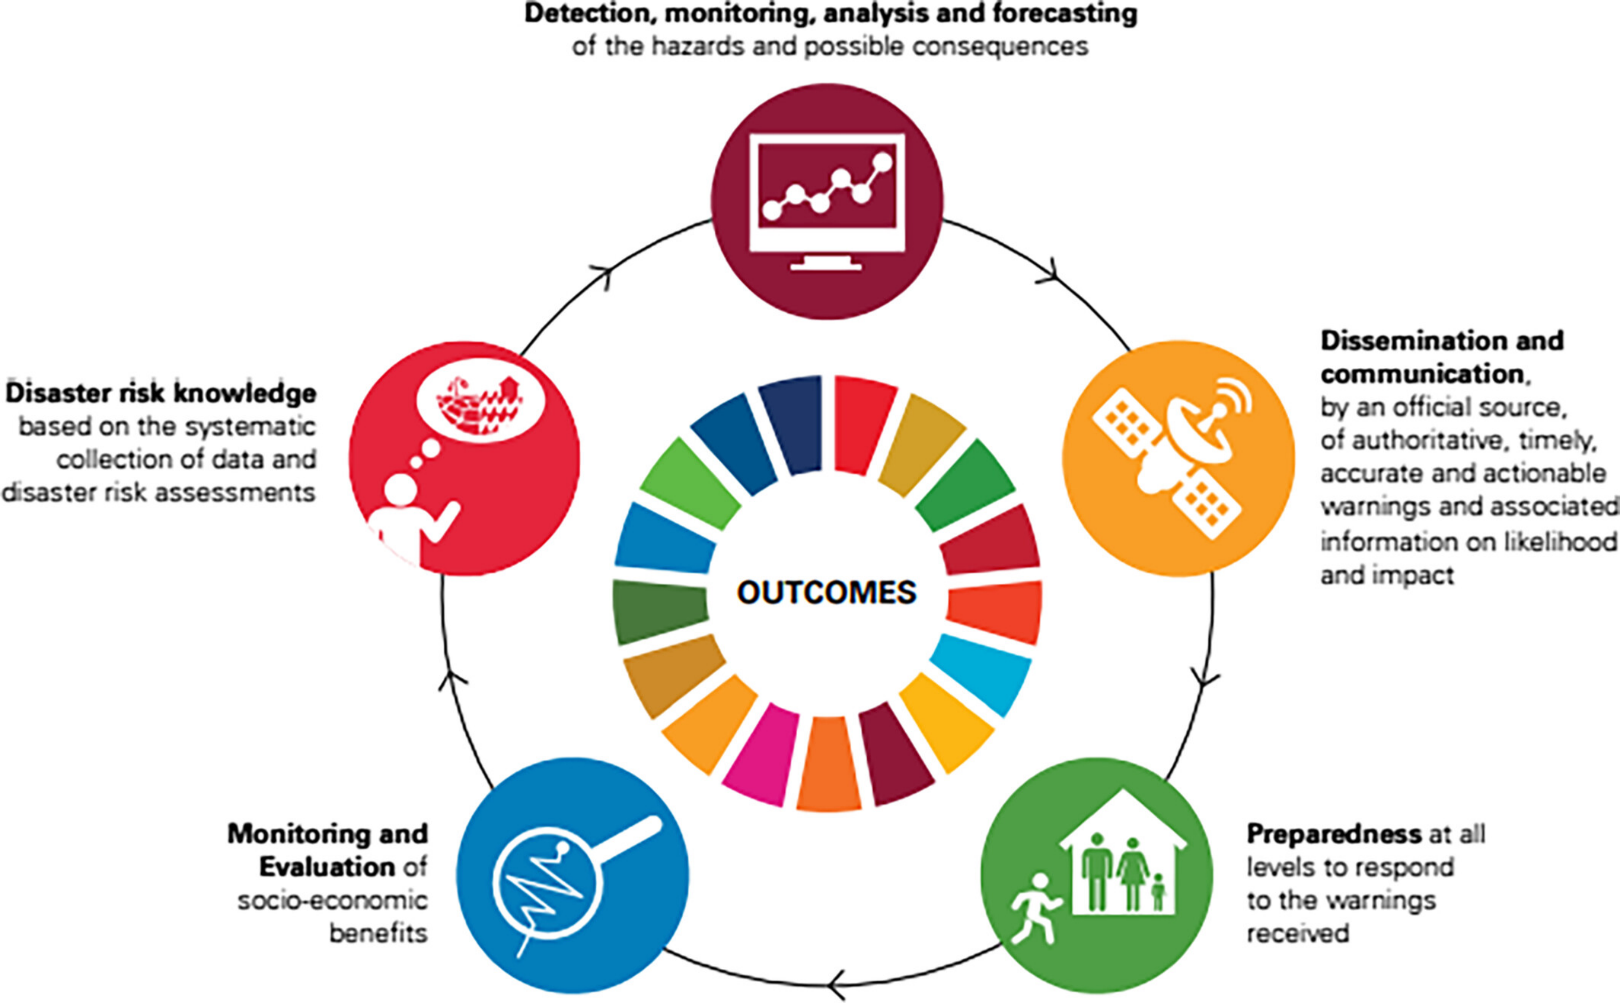 Detection, monitoring, analysis and forecasting
of the hazards and possible consequences
Dissemination and
communication,
by an official source,
of authoritative, timely,
accurate and actionable
warnings and associated
information on likelihood
and impact
Disaster risk knowledge
based on the systematic
collection of data and
disaster risk assessments
OUTCOMES
Monitoring and
Evaluation of
socio-economic
benefits
Preparedness at all
levels to respond
to the warnings
received